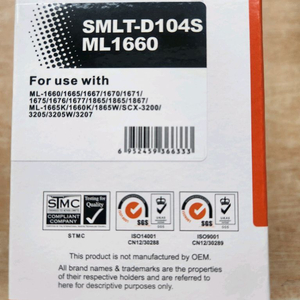 SMLT-D104S
ML1660
For use with
ML-1660/1665/1667/1670/1671/
1675/1676/1677/1865/1865/1867/
ML-1665K/1660K/1865W/SCX-3200/
3205/3205W/3207
6 952459 366333
STMC
COMPLIANT
COMPANY
Testing for
Quality
SGS
SGS
STMC
ISO14001
CN12/30288
ISO9001
CN12/30289
This product is not manufactured by OEM.
All brand names & trademarks are the properties
of their respective holders and are referred to
here for descriptive purposes only.